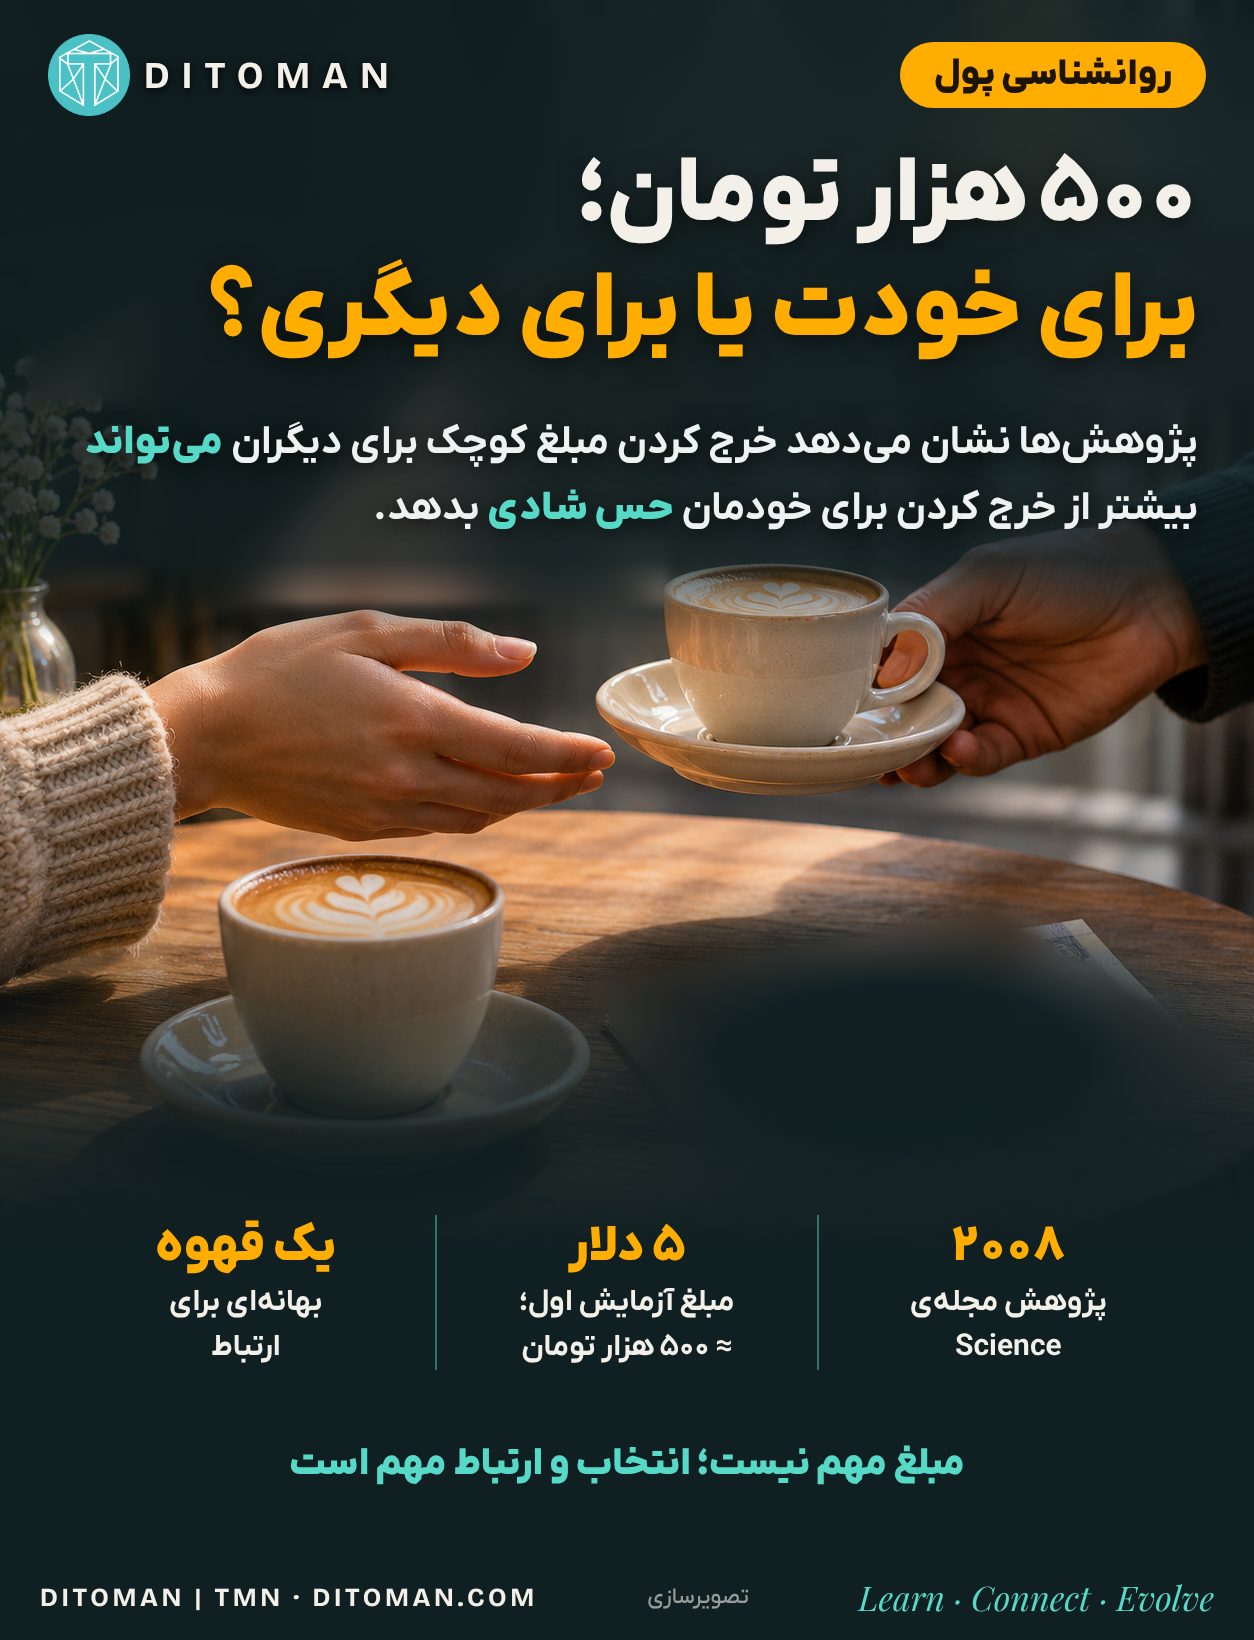 DITOMAN
روانشناسی پول
۵۰۰ هزار تومان؛
برای خودت یا برای دیگری؟
پژوهش‌ها نشان می‌دهد خرج کردن مبلغ کوچک برای دیگران می‌تواند
بیشتر از خرج کردن برای خودمان حس شادی بدهد.
۲۰۰۸
پژوهش مجله‌ی
Science
۵ دلار
مبلغ آزمایش اول؛
≈ ۵۰۰ هزار تومان
یک قهوه
بهانه‌ای برای
ارتباط
مبلغ مهم نیست؛ انتخاب و ارتباط مهم است
DITOMAN | TMN · DITOMAN.COM
تصویرسازی
Learn · Connect · Evolve